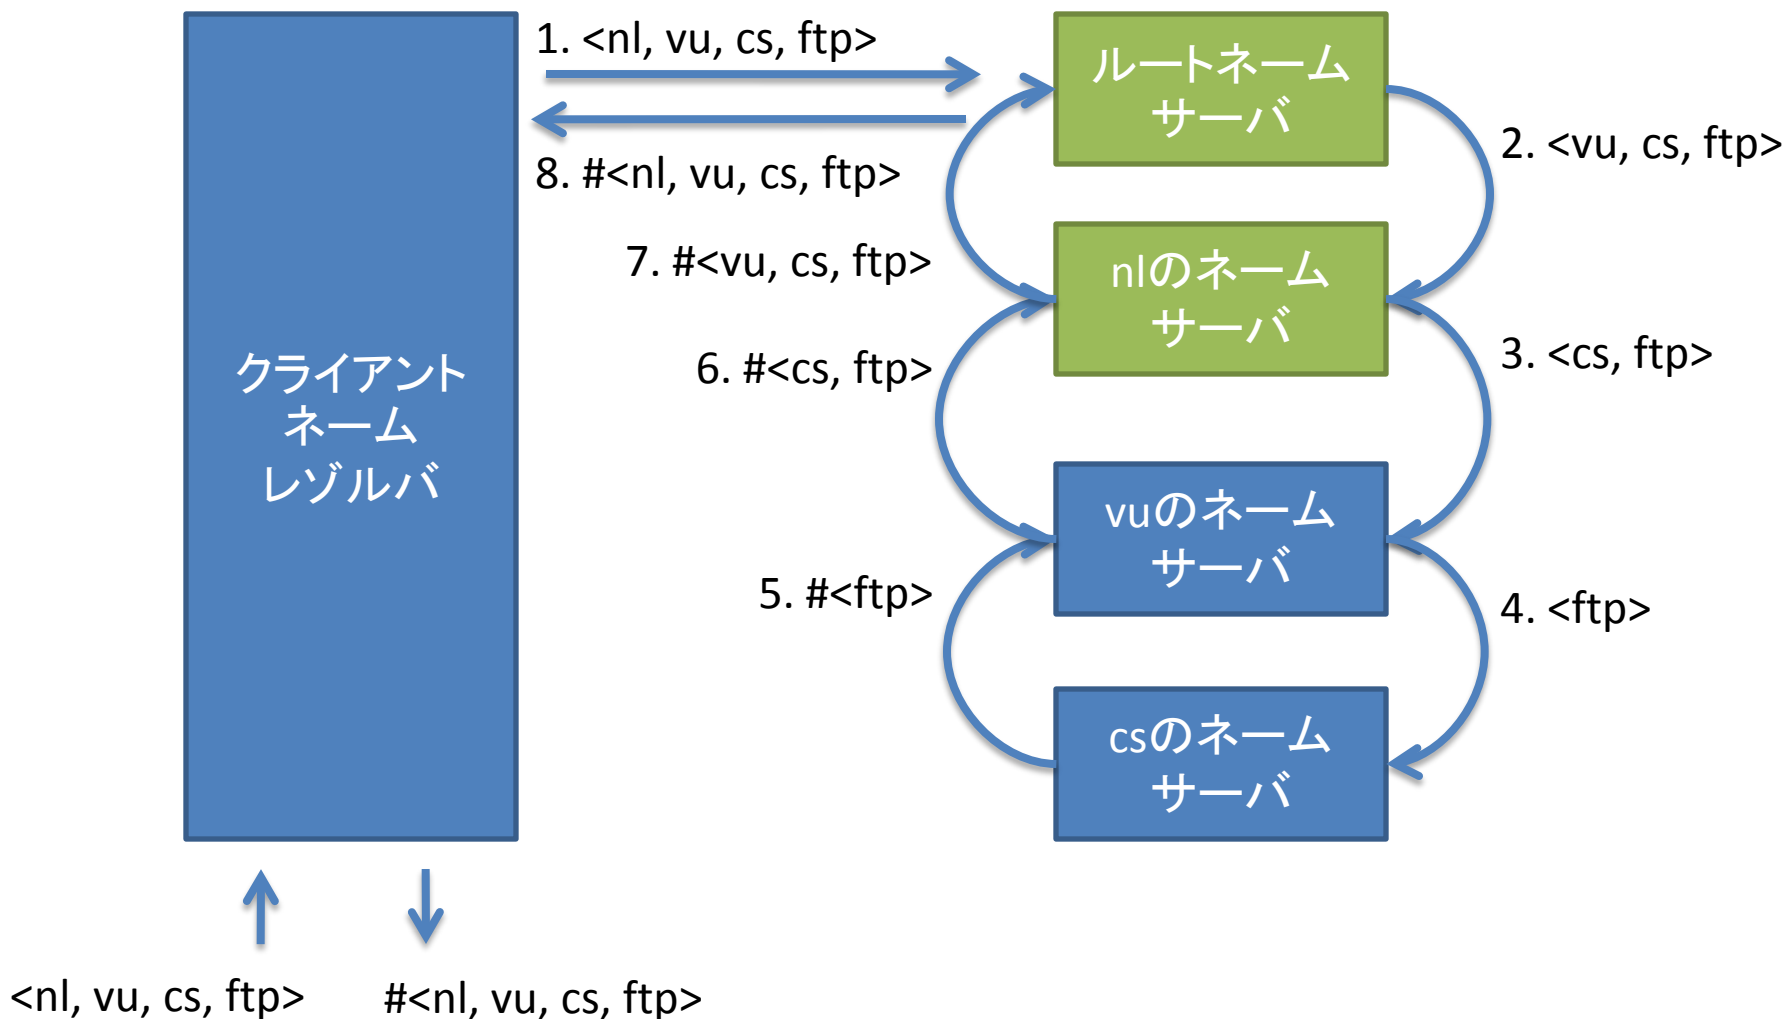 1. <nl, vu, cs, ftp>
ルートネーム
サーバ
2. <vu, cs, ftp>
8. #<nl, vu, cs, ftp>
7. #<vu, cs, ftp>
nlのネーム
サーバ
3. <cs, ftp>
6. #<cs, ftp>
クライアント
ネーム
レゾルバ
vuのネーム
サーバ
5. #<ftp>
4. <ftp>
csのネーム
サーバ
<nl, vu, cs, ftp>
#<nl, vu, cs, ftp>